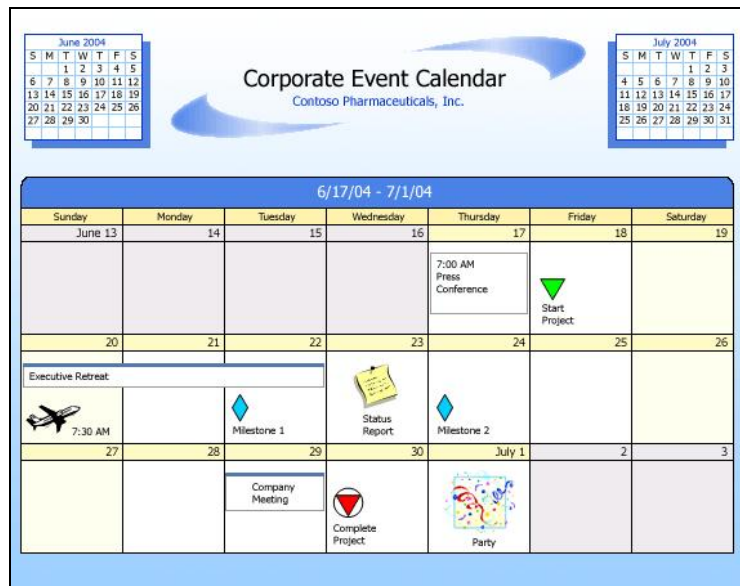 June 2004
S M T W T F S
1 2 3 4 5
6 7 8 9 10 11 12
13 14 15 16 17 18 19
20 21 22 23 24 25 26
27 28 29 30
Corporate Event Calendar
Contoso Pharmaceuticals, Inc.
July 2004
S M T W T F S
1 2 3
4 5 6 7 8 9 10
11 12 13 14 15 16 17
18 19 20 21 22 23 24
25 26 27 28 29 30 31
6/17/04 - 7/1/04
Sunday Monday Tuesday Wednesday Thursday Friday Saturday
June 13 14 15 16 17 18 19
7:00 AM
Press
Conference
Start
Project
20 21 22 23 24 25 26
Executive Retreat
7:30 AM
Milestone 1
Status
Report
Milestone 2
27 28 29 30 July 1 2 3
Company
Meeting
Complete
Project
Party